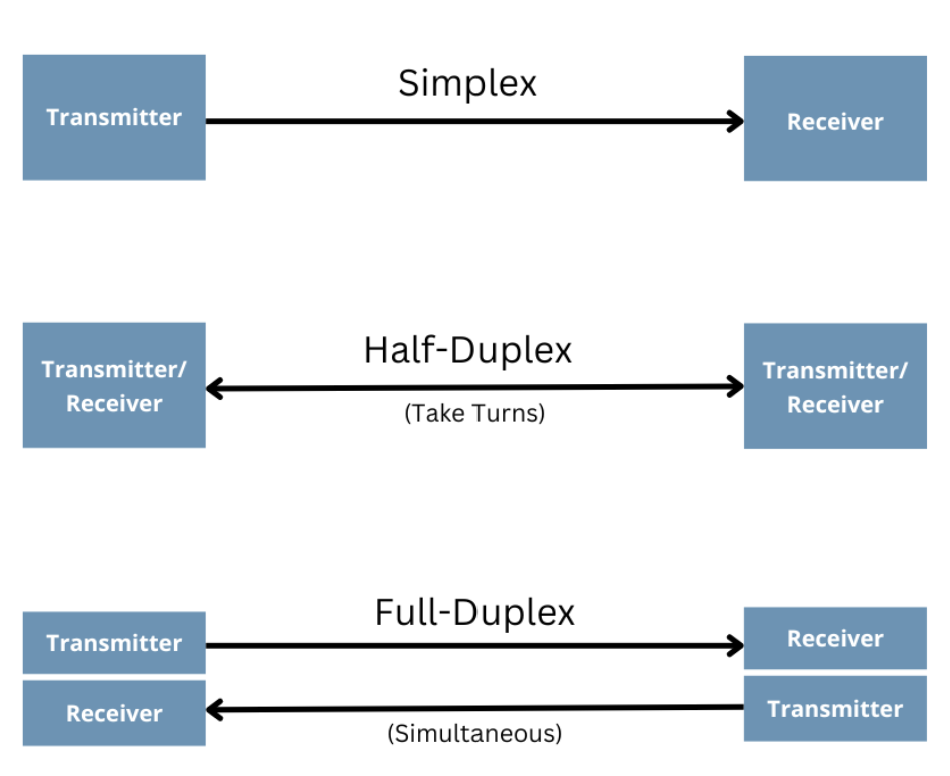 Simplex
Transmitter
Receiver
Half-Duplex
Transmitter/
Receiver
(Take Turns)
Transmitter/
Receiver
Full-Duplex
Transmitter
Receiver
Receiver
Transmitter
(Simultaneous)